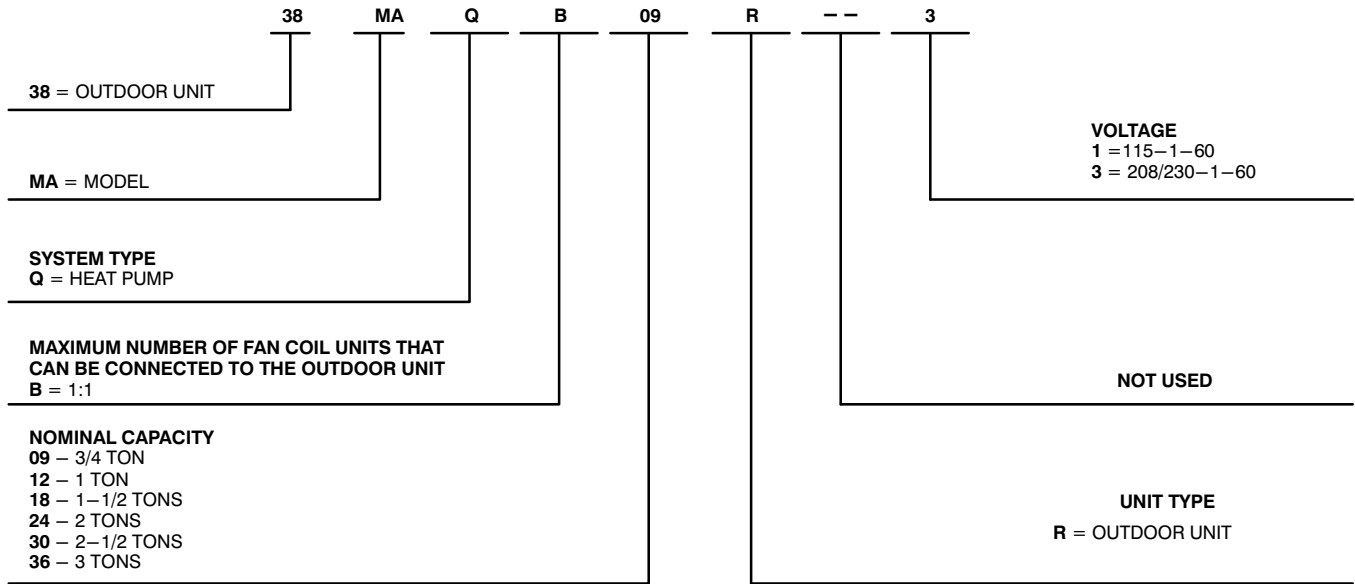 38 MA Q B 09 R −− 3
38 = OUTDOOR UNIT
MA = MODEL
SYSTEM TYPE
Q = HEAT PUMP
MAXIMUM NUMBER OF FAN COIL UNITS THAT
CAN BE CONNECTED TO THE OUTDOOR UNIT
B = 1:1
NOMINAL CAPACITY
09 − 3/4 TON
12 − 1 TON
18 − 1−1/2 TONS
24 − 2 TONS
30 − 2−1/2 TONS
36 − 3 TONS
VOLTAGE
1 =115−1−60
3 = 208/230−1−60
NOT USED
UNIT TYPE
R = OUTDOOR UNIT